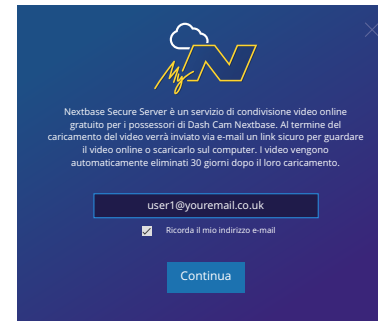 My N
Nextbase Secure Server è un servizio di condivisione video online
gratuito per i possessori di Dash Cam Nextbase. Al termine del
caricamento del video verrà inviato via e-mail un link sicuro per guardare
il video online o scaricarlo sul computer. I video vengono
automaticamente eliminati 30 giorni dopo il loro caricamento.
user1@youremail.co.uk
Ricorda il mio indirizzo e-mail
Continua